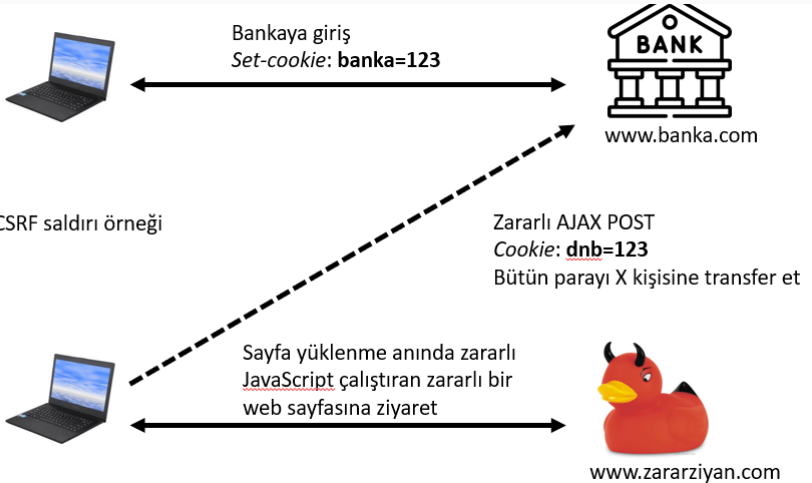 Bankaya giriş
Set-cookie: banka=123
BANK
www.banka.com
CSRF saldırı örneği
Zararlı AJAX POST
Cookie: dnb=123
Bütün parayı X kişisine transfer et
Sayfa yüklenme anında zararlı
JavaScript çalıştıran zararlı bir
web sayfasına ziyaret
www.zararziyan.com